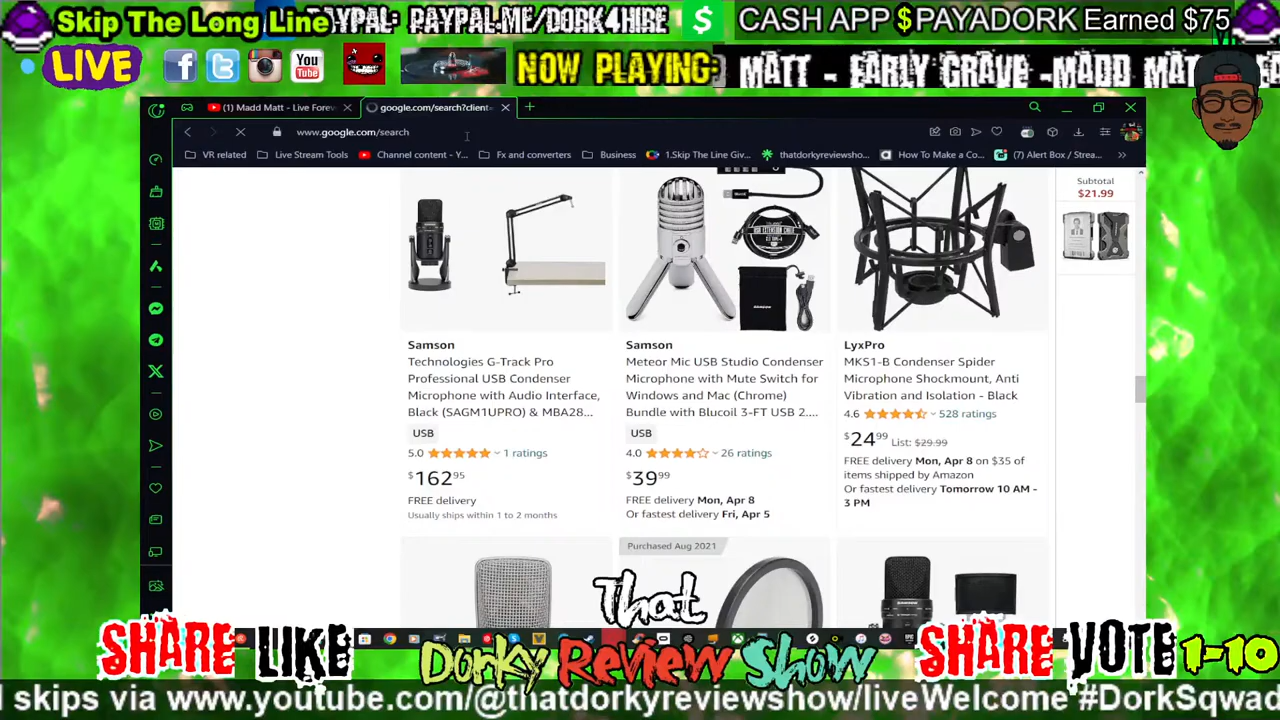 Skip The Long Line
PAYPAL: PAYPAL.ME/DORK4HIRE
$
CASH APP $PAYADORK Earned $75
LIVE
You
Tube
NOW PLAYING:
MATT - EARLY GRAVE -MADD MAT
(1) Madd Matt - Live Forev
google.com/search?client
www.google.com/search
VR related
Live Stream Tools
Channel content - Y...
Fx and converters
Business
1.Skip The Line Giv...
thatdorkyreviewsho...
How To Make a Co...
(7) Alert Box / Strea...
Subtotal
$21.99
Samson
Technologies G-Track Pro
Professional USB Condenser
Microphone with Audio Interface,
Black (SAGM1UPRO) & MBA28...
USB
5.0
1 ratings
$162 95
FREE delivery
Usually ships within 1 to 2 months
Samson
Meteor Mic USB Studio Condenser
Microphone with Mute Switch for
Windows and Mac (Chrome)
Bundle with Blucoil 3-FT USB 2....
USB
4.0
26 ratings
$39 99
FREE delivery Mon, Apr 8
Or fastest delivery Fri, Apr 5
LyxPro
MKS1-B Condenser Spider
Microphone Shockmount, Anti
Vibration and Isolation - Black
4.6
528 ratings
$24 99 List: $29.99
FREE delivery Mon, Apr 8 on $35 of
items shipped by Amazon
Or fastest delivery Tomorrow 10 AM -
3 PM
Purchased Aug 2021
SHARE LIKE
That
Dorky Review Show
SHARE VOTE 1-10
skips via www.youtube.com/@thatdorkyreviewshow/liveWelcome #DorkSqwad